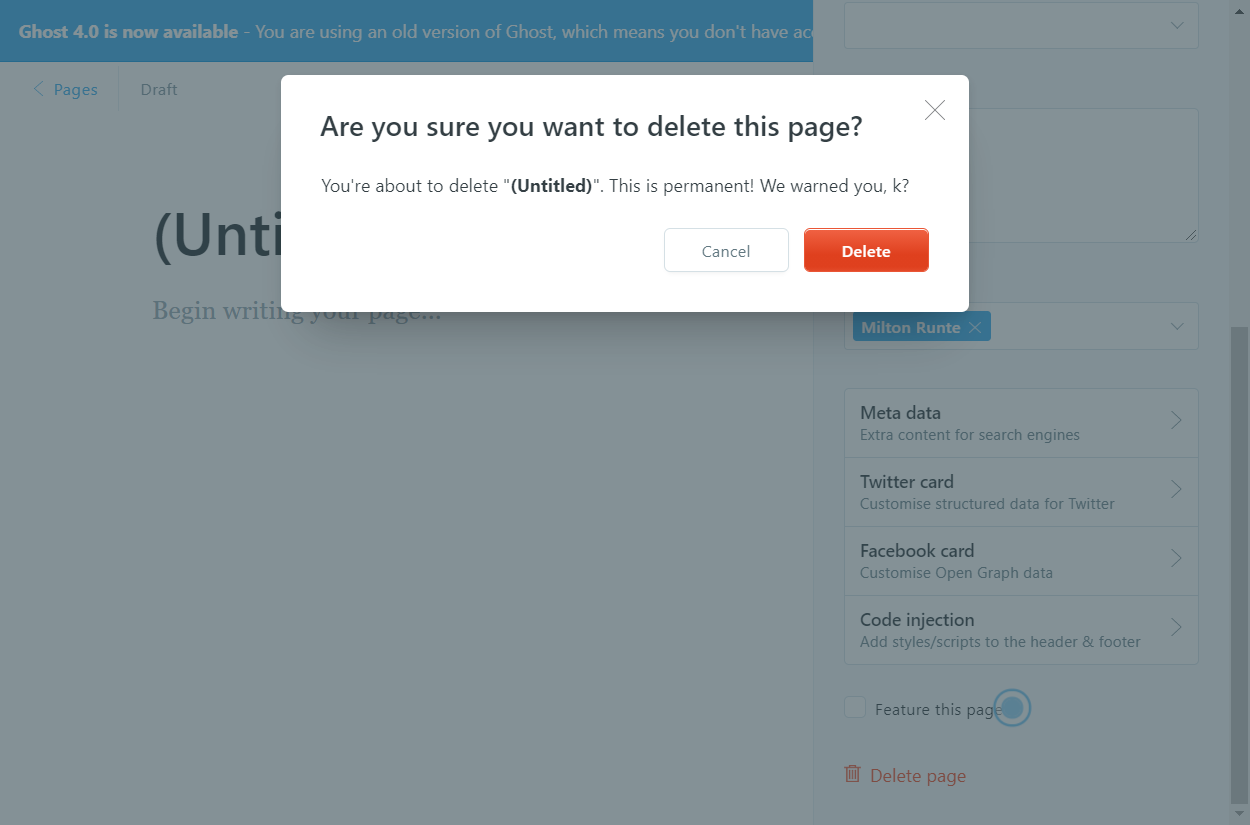 Ghost 4.0 is now available - You are using an old version of Ghost, which means you don't have
Pages
Draft
Are you sure you want to delete this page?
You're about to delete "(Untitled)". This is permanent! We warned you, k?
Cancel
Delete
(Unti
Begin writing your page...
Milton Runte
Meta data
Extra content for search engines
Twitter card
Customise structured data for Twitter
Facebook card
Customise Open Graph data
Code injection
Add styles/scripts to the header & footer
Feature this page
Delete page